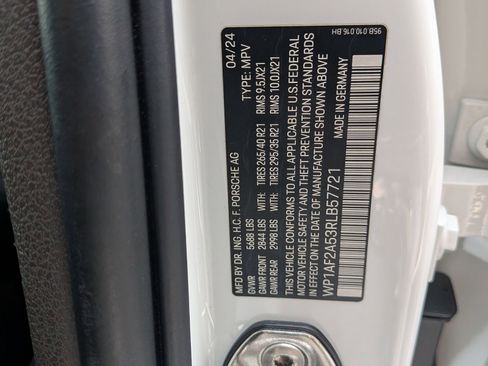 95B.010.016.BH
MFD BY DR. ING. H.C. F. PORSCHE AG 04/24
GVWR 5688 LBS TYPE: MPV
GAWR FRONT 2844 LBS WITH TIRES 265/40 R21 RIMS 9.5JX21
GAWR REAR 2998 LBS WITH TIRES 295/35 R21 RIMS 10.0JX21
THIS VEHICLE CONFORMS TO ALL APPLICABLE U.S.FEDERAL
MOTOR VEHICLE SAFETY AND THEFT PREVENTION STANDARDS
IN EFFECT ON THE DATE OF MANUFACTURE SHOWN ABOVE
WP1AF2A53RLB57721 MADE IN GERMANY